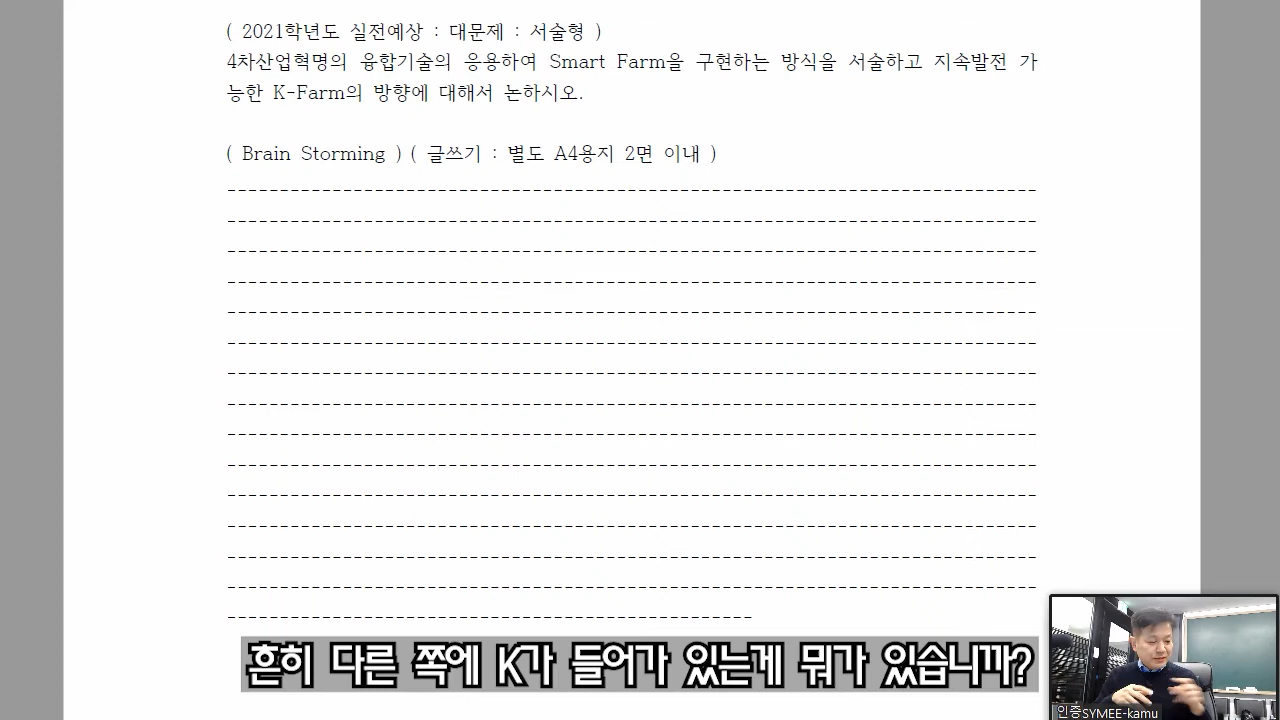 ( 2021학년도 실전예상 : 대문제 : 서술형 )
4차산업혁명의 융합기술의 응용하여 Smart Farm을 구현하는 방식을 서술하고 지속발전 가
능한 K-Farm의 방향에 대해서 논하시오.
( Brain Storming ) ( 글쓰기 : 별도 A4용지 2면 이내 )
흔히 다른 쪽에 K가 들어가 있는게 뭐가 있습니까?
인증SYMEE-kamu